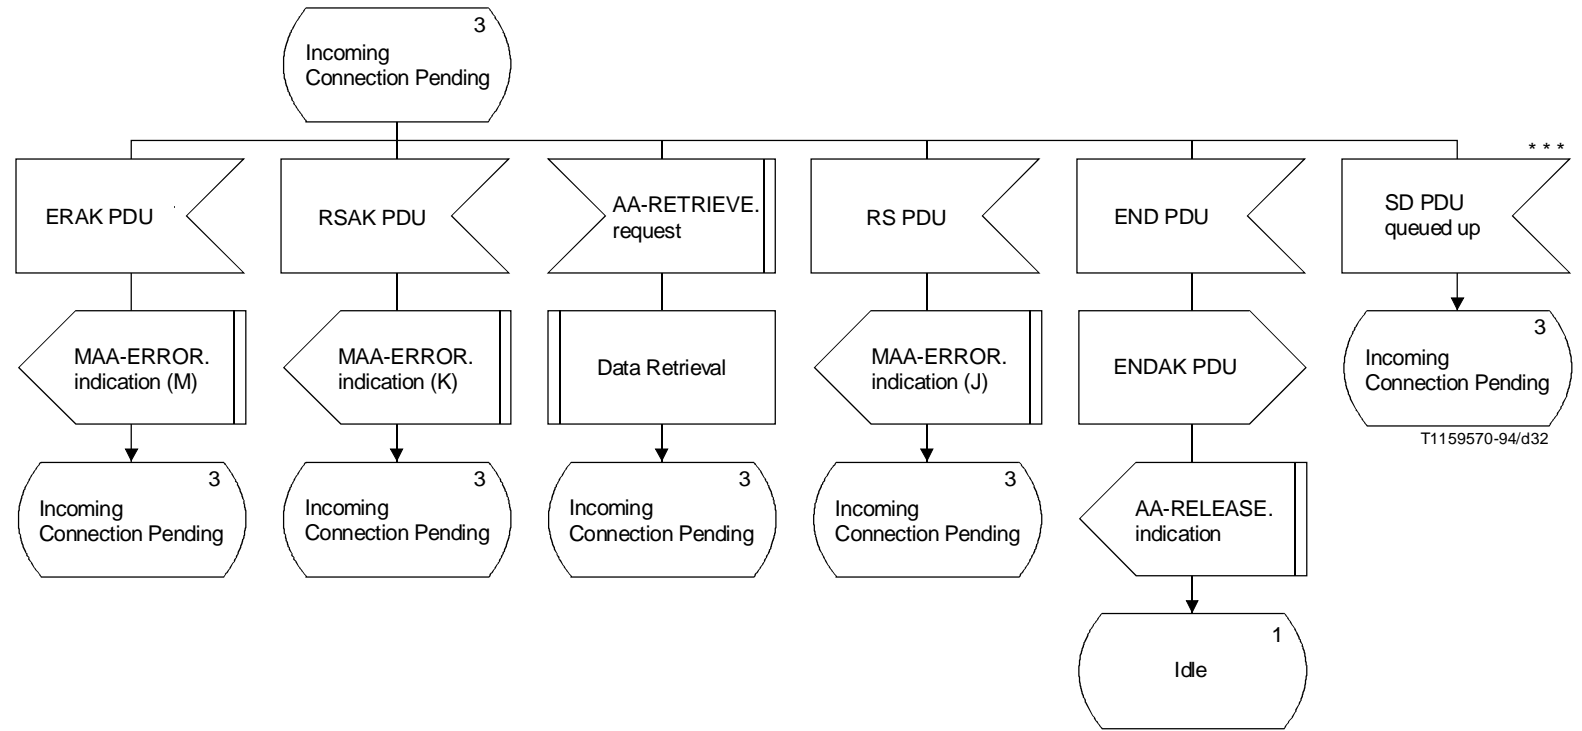 3
Incoming
Connection Pending
* * *
ERAK PDU
RSAK PDU
AA-RETRIEVE.
request
RS PDU
END PDU
SD PDU
queued up
MAA-ERROR.
indication (M)
MAA-ERROR.
indication (K)
Data Retrieval
MAA-ERROR.
indication (J)
ENDAK PDU
3
Incoming
Connection Pending
T1159570-94/d32
3
Incoming
Connection Pending
3
Incoming
Connection Pending
3
Incoming
Connection Pending
3
Incoming
Connection Pending
AA-RELEASE.
indication
1
Idle